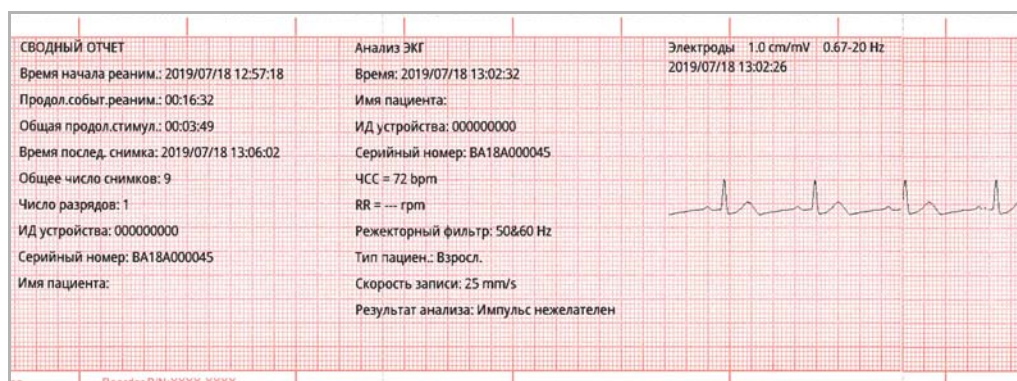 СВОДНЫЙ ОТЧЕТ
Время начала реаним.: 2019/07/18 12:57:18
Продол.событ.реаним.: 00:16:32
Общая продол.стимул.: 00:03:49
Время послед. снимка: 2019/07/18 13:06:02
Общее число снимков: 9
Число разрядов: 1
ИД устройства: 000000000
Серийный номер: BA18A000045
Имя пациента:
Анализ ЭКГ
Время: 2019/07/18 13:02:32
Имя пациента:
ИД устройства: 000000000
Серийный номер: BA18A000045
ЧСС = 72 bpm
RR = --- rpm
Режекторный фильтр: 50&60 Hz
Тип пациен.: Взросл.
Скорость записи: 25 mm/s
Результат анализа: Импульс нежелателен
Электроды 1.0 cm/mV 0.67-20 Hz
2019/07/18 13:02:26